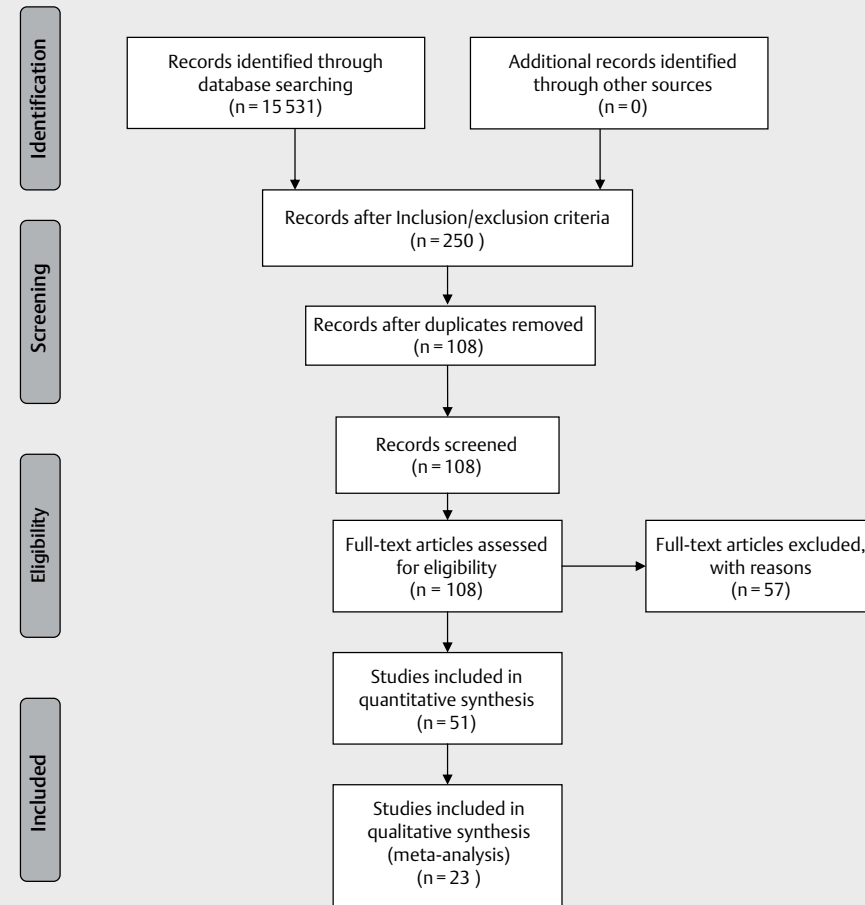 Identification
Records identified through
database searching
(n = 15 531)
Additional records identified
through other sources
(n = 0)
Records after Inclusion/exclusion criteria
(n = 250 )
Screening
Records after duplicates removed
(n = 108)
Records screened
(n = 108)
Eligibility
Full-text articles assessed
for eligibility
(n = 108)
Full-text articles excluded,
with reasons
(n = 57)
Studies included in
quantitative synthesis
(n = 51)
Included
Studies included in
qualitative synthesis
(meta-analysis)
(n = 23 )